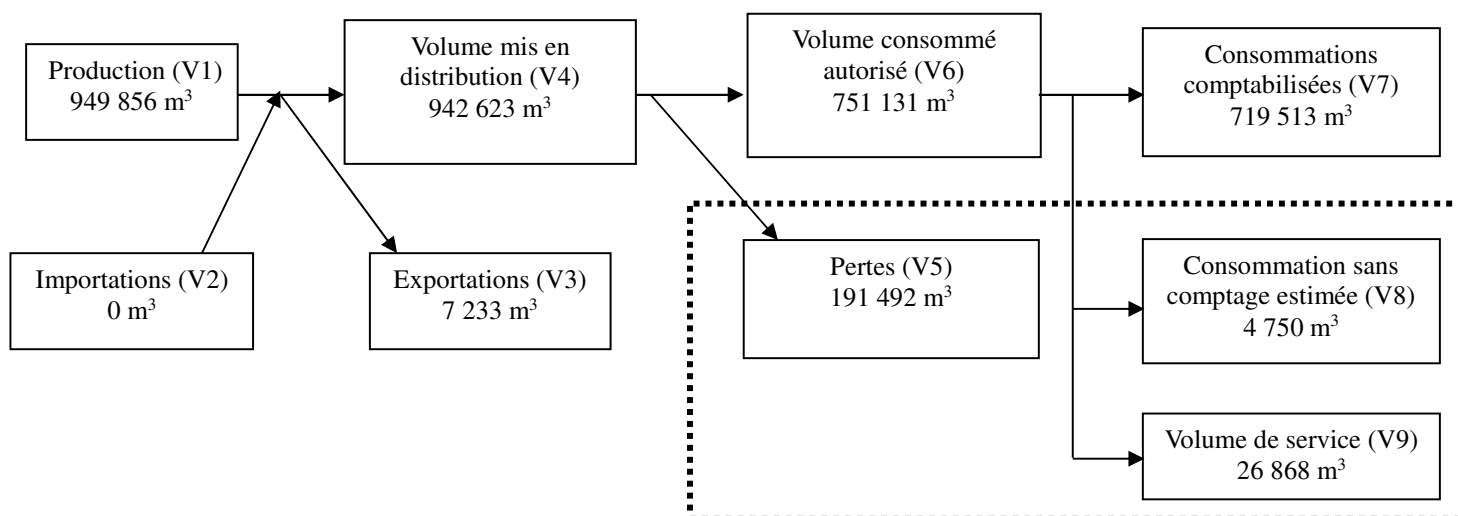 Production (V1)
949 856 m³
Volume mis en
distribution (V4)
942 623 m³
Volume consommé
autorisé (V6)
751 131 m³
Consommations
comptabilisées (V7)
719 513 m³
Importations (V2)
0 m³
Exportations (V3)
7 233 m³
Pertes (V5)
191 492 m³
Consommation sans
comptage estimée (V8)
4 750 m³
Volume de service (V9)
26 868 m³